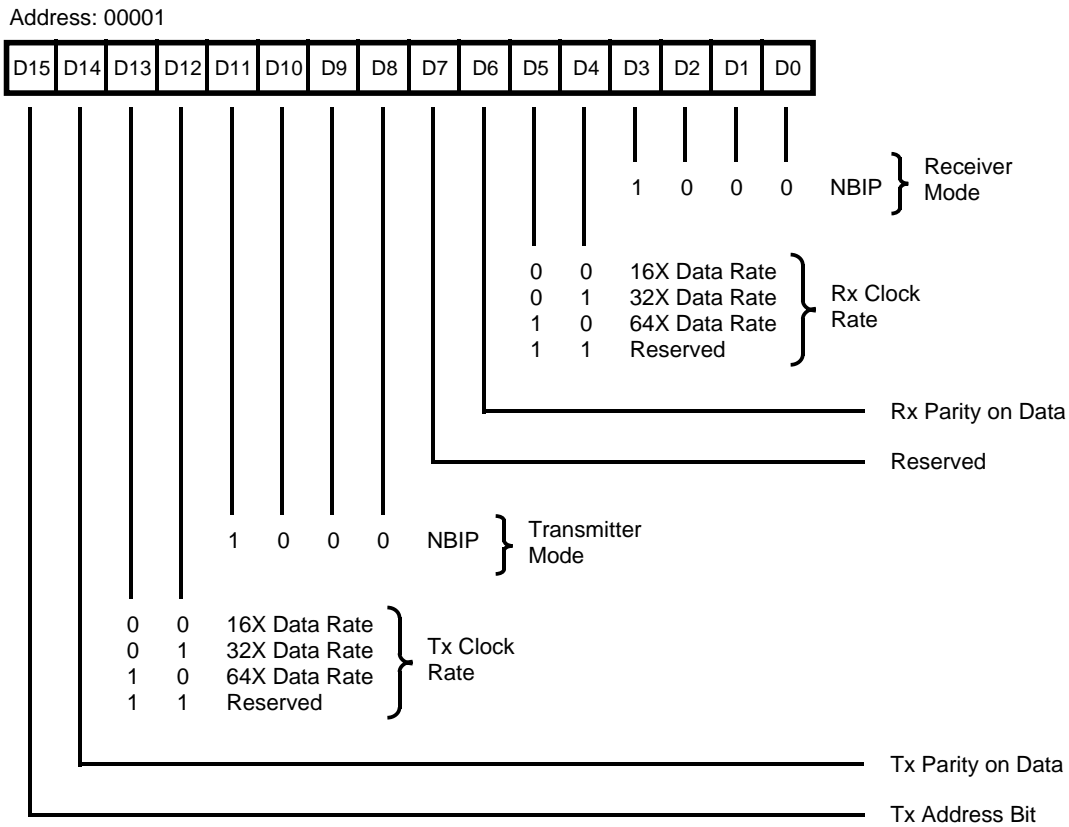 Address: 00001
D15 D14 D13 D12 D11 D10 D9 D8 D7 D6 D5 D4 D3 D2 D1 D0
1 0 0 0 NBIP Receiver Mode
0 0 16X Data Rate
0 1 32X Data Rate
1 0 64X Data Rate
1 1 Reserved
Rx Clock
Rate
Rx Parity on Data
Reserved
1 0 0 0 NBIP Transmitter Mode
0 0 16X Data Rate
0 1 32X Data Rate
1 0 64X Data Rate
1 1 Reserved
Tx Clock
Rate
Tx Parity on Data
Tx Address Bit